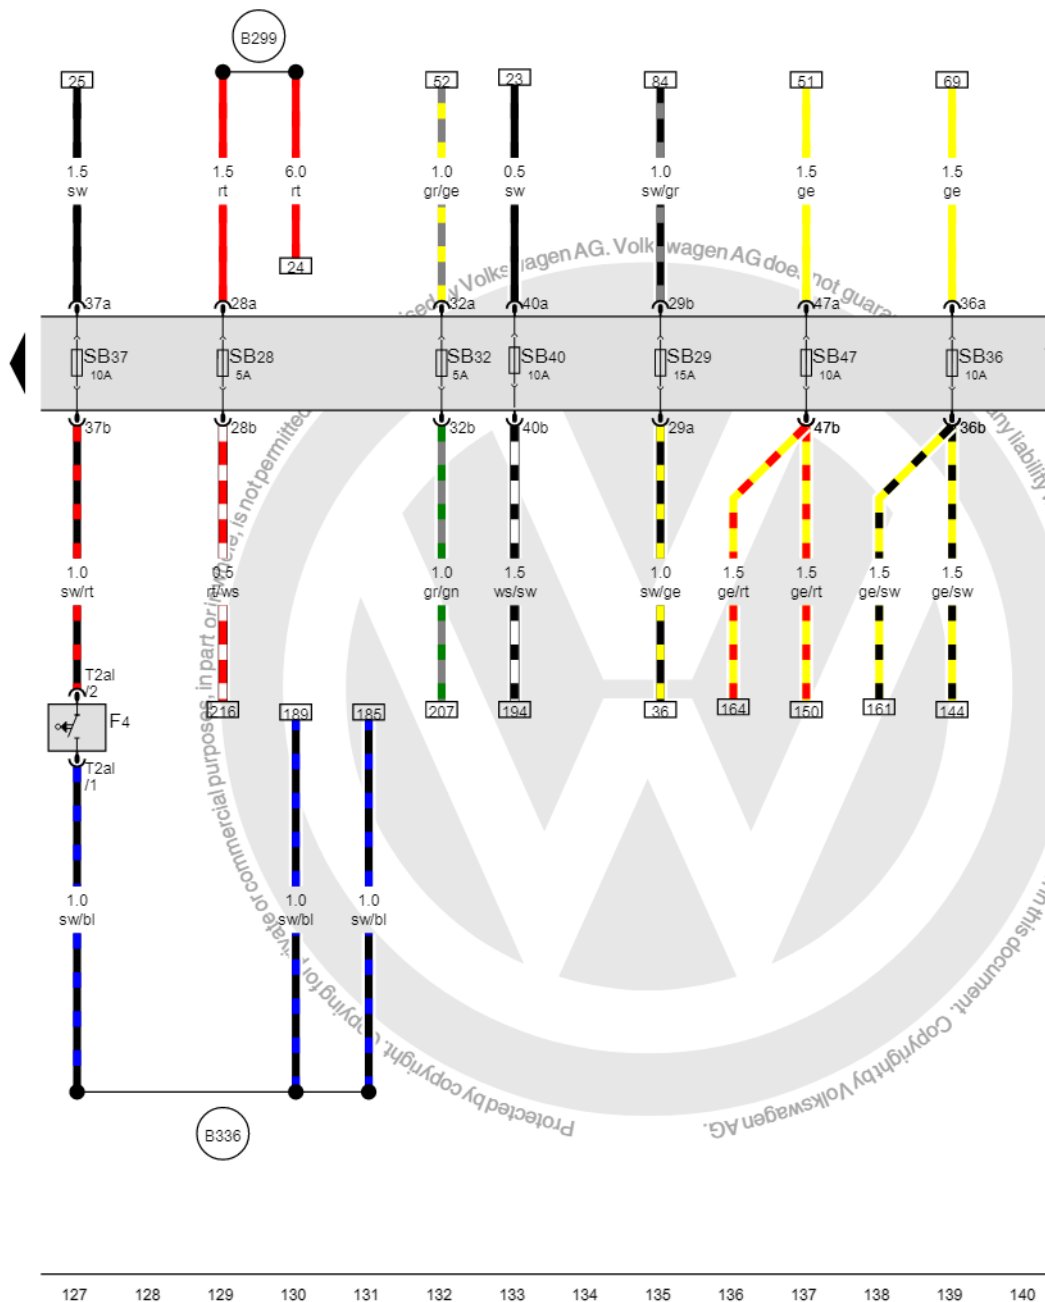 B299
25
52
23
84
51
69
1.5
sw
1.5
rt
6.0
rt
1.0
gr/ge
0.5
sw
1.0
sw/gr
1.5
ge
1.5
ge
24
37a
28a
32a
40a
29b
47a
36a
SB37
10A
SB28
5A
SB32
5A
SB40
10A
SB29
15A
SB47
10A
SB36
10A
37b
28b
32b
40b
29a
47b
36b
1.0
sw/rt
0.5
rt/ws
1.0
gr/gn
1.5
ws/sw
1.0
sw/ge
1.5
ge/rt
1.5
ge/rt
1.5
ge/sw
1.5
ge/sw
T2al
/2
216
189
185
207
194
36
164
150
161
144
F4
T2al
/1
1.0
sw/bl
1.0
sw/bl
1.0
sw/bl
B336
Protected by copyright. Copying for private or commercial purposes, in part or in whole, is not permitted
Volkswagen AG. Volkswagen AG does not
any liability
in this document. Copyright by Volkswagen AG.
127 128 129 130 131 132 133 134 135 136 137 138 139 140